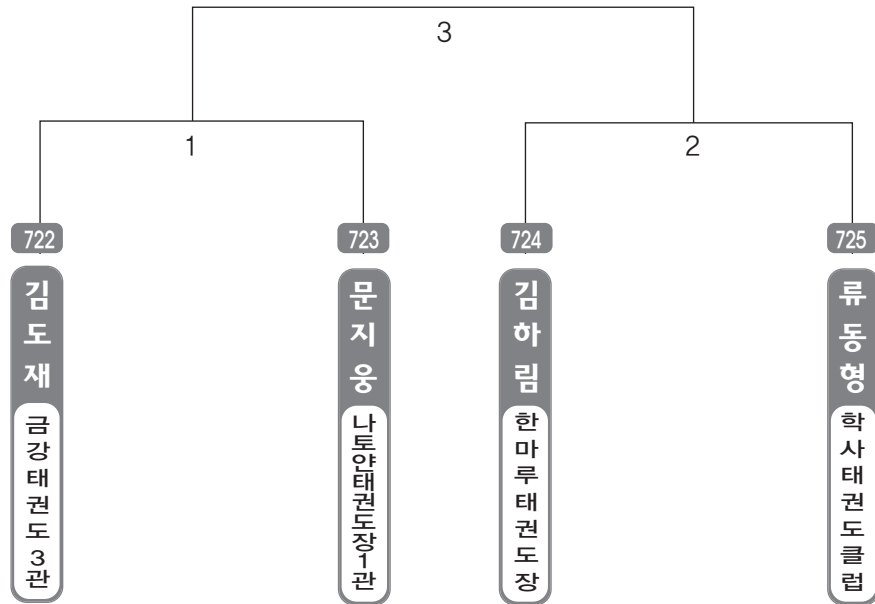 3
1
2
722
723
724
725
김도재
문지웅
김하림
류동형
금강태권도3관
나토얀태권도장1관
한마루태권도장
학사태권도클럽